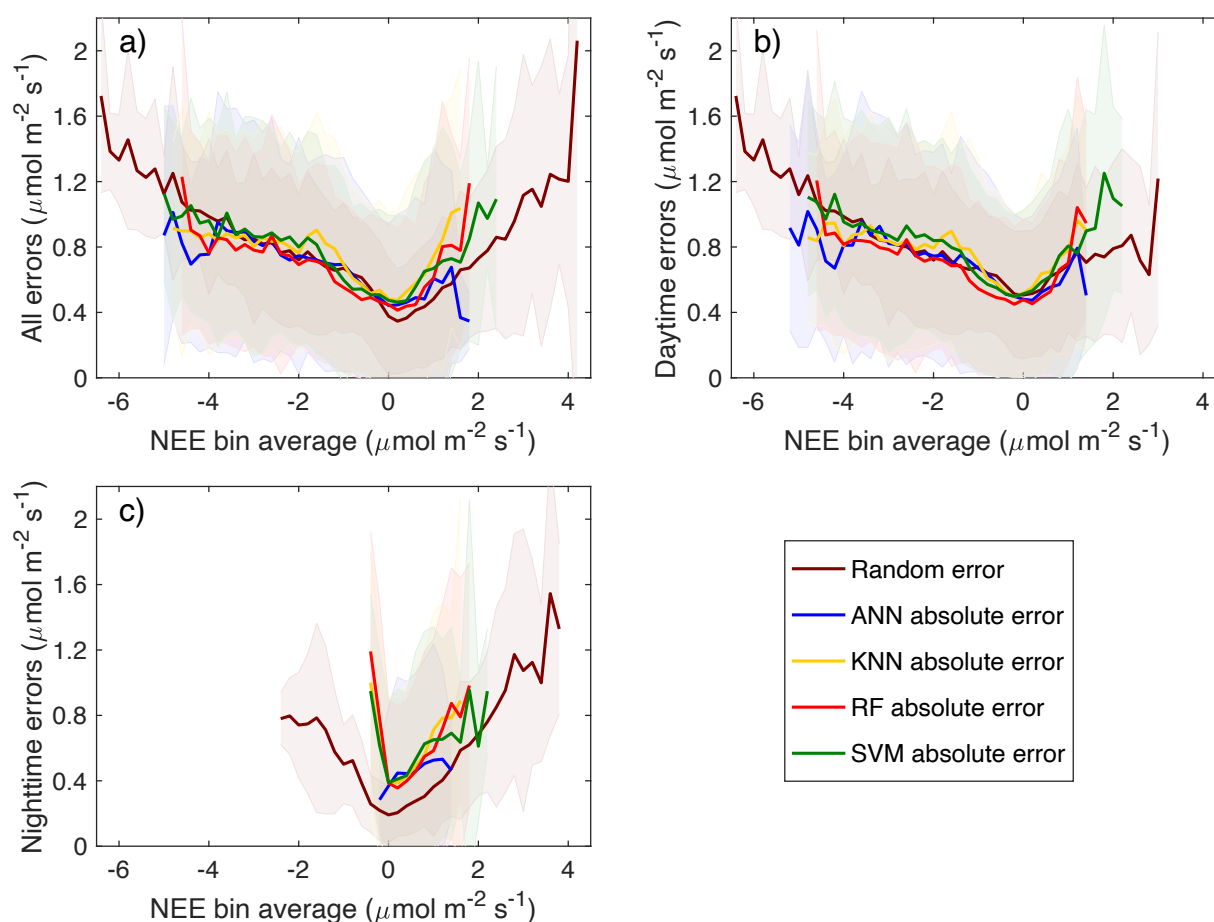 a)
All errors (μmol m⁻² s⁻¹)
2
1.6
1.2
0.8
0.4
0
-6 -4 -2 0 2 4
NEE bin average (μmol m⁻² s⁻¹)
b)
Daytime errors (μmol m⁻² s⁻¹)
2
1.6
1.2
0.8
0.4
0
-6 -4 -2 0 2 4
NEE bin average (μmol m⁻² s⁻¹)
c)
Nighttime errors (μmol m⁻² s⁻¹)
2
1.6
1.2
0.8
0.4
0
-6 -4 -2 0 2 4
NEE bin average (μmol m⁻² s⁻¹)
Random error
ANN absolute error
KNN absolute error
RF absolute error
SVM absolute error